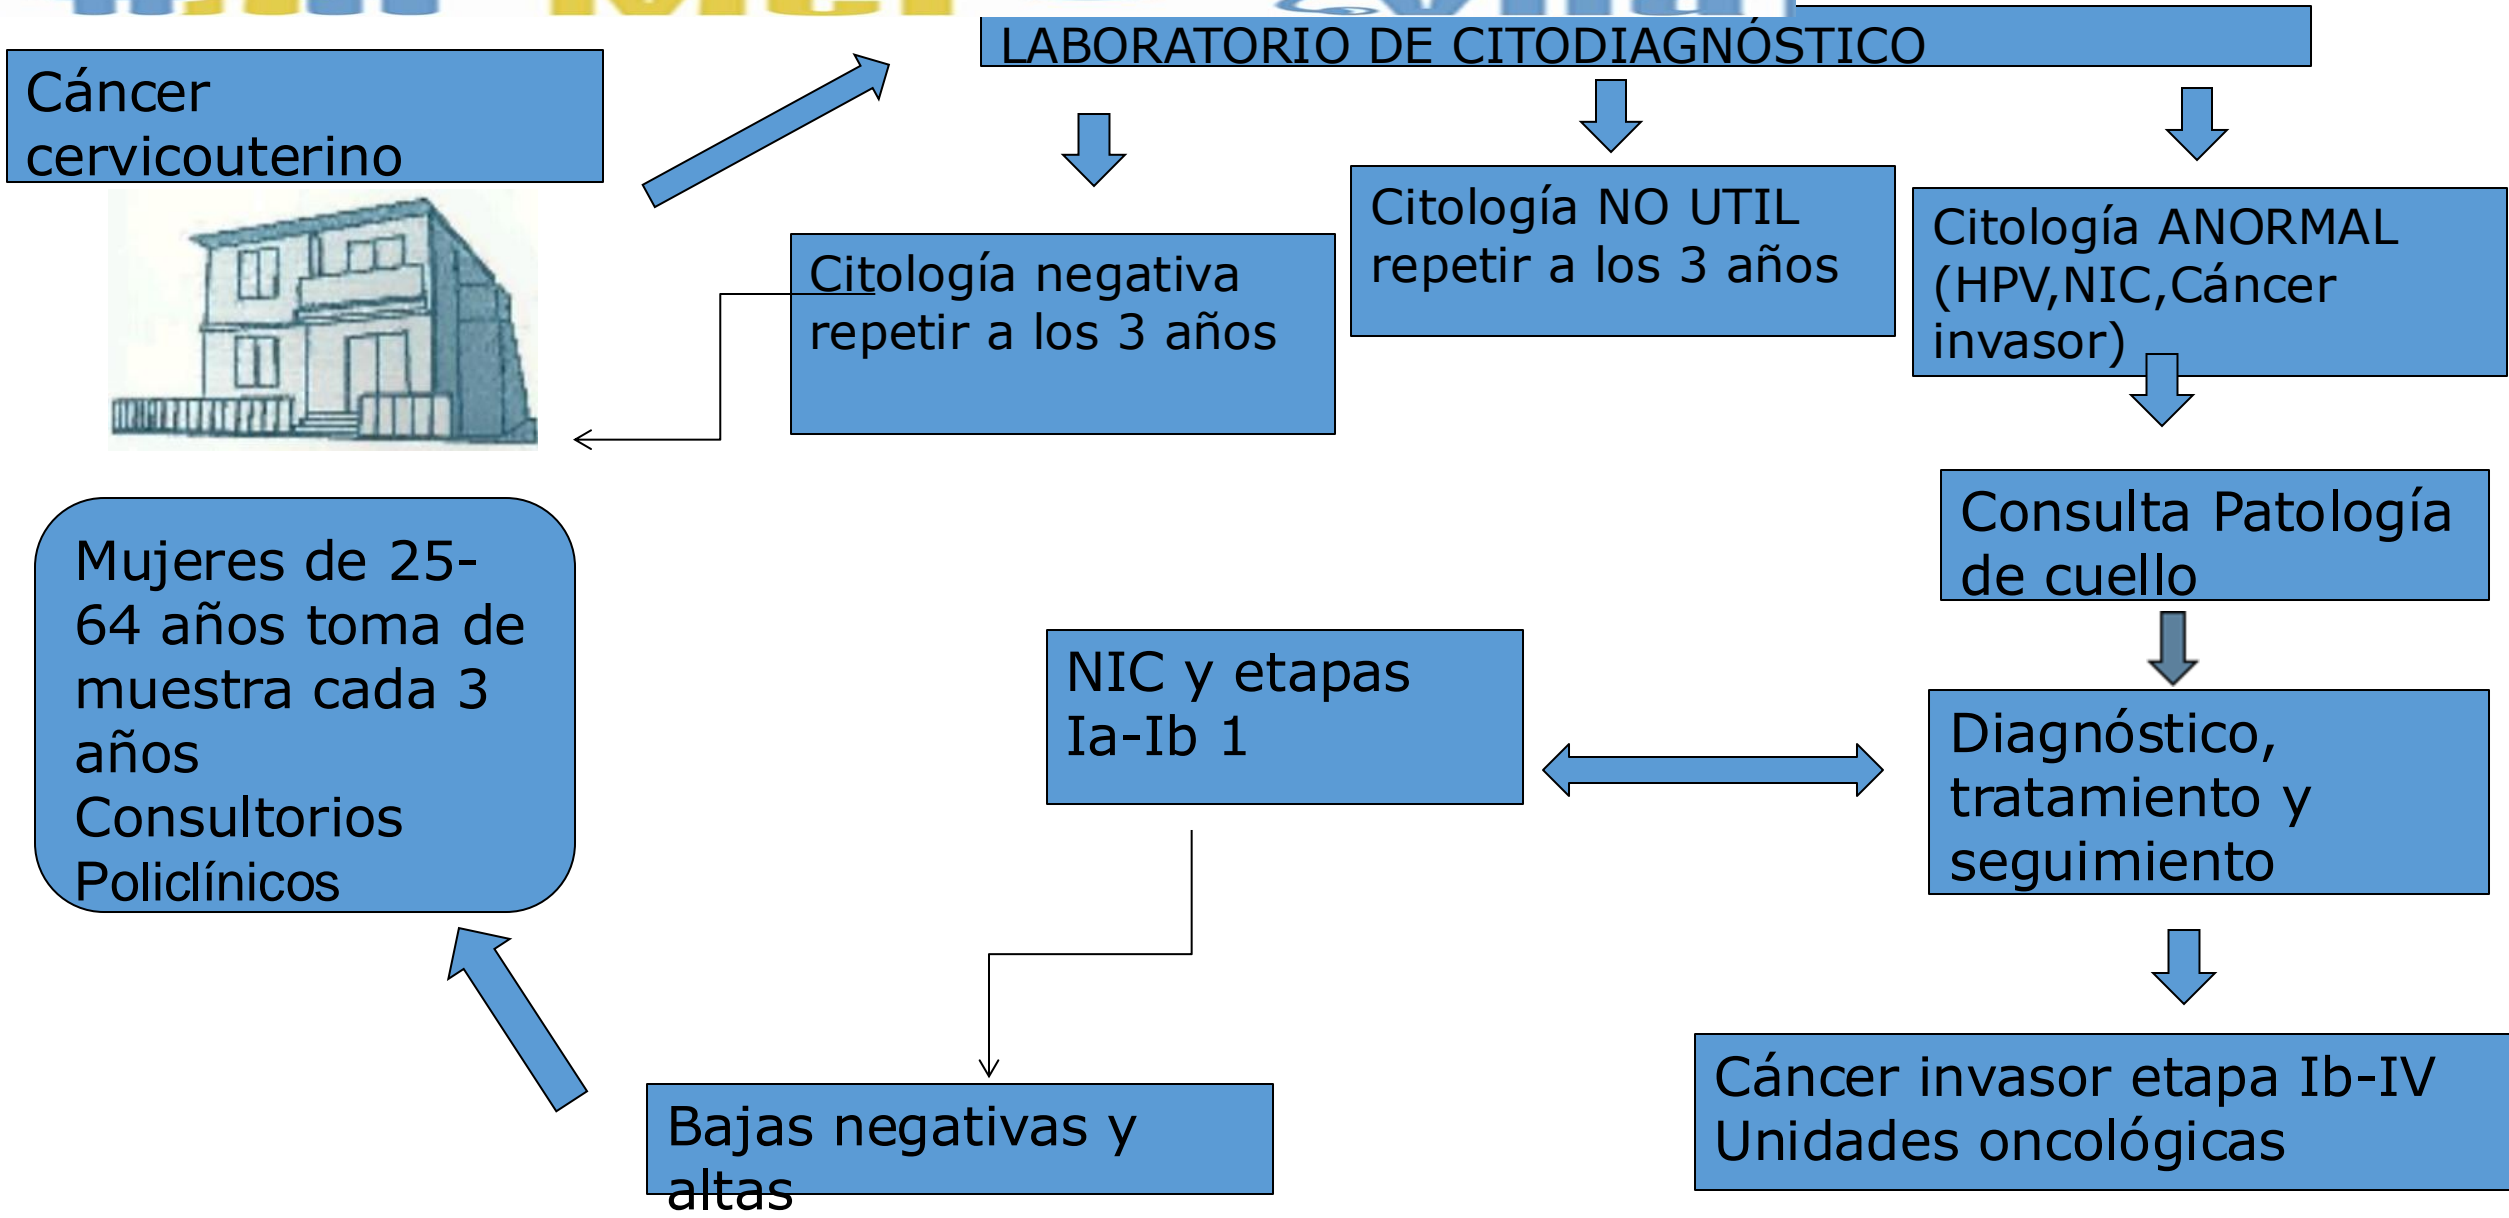 LABORATORIO DE CITODIAGNÓSTICO
Cáncer
cervicouterino
Citología negativa
repetir a los 3 años
Citología NO UTIL
repetir a los 3 años
Citología ANORMAL
(HPV,NIC,Cáncer
invasor)
Mujeres de 25-
64 años toma de
muestra cada 3
años
Consultorios
Policlínicos
Consulta Patología
de cuello
NIC y etapas
Ia-Ib 1
Diagnóstico,
tratamiento y
seguimiento
Bajas negativas y
altas
Cáncer invasor etapa Ib-IV
Unidades oncológicas